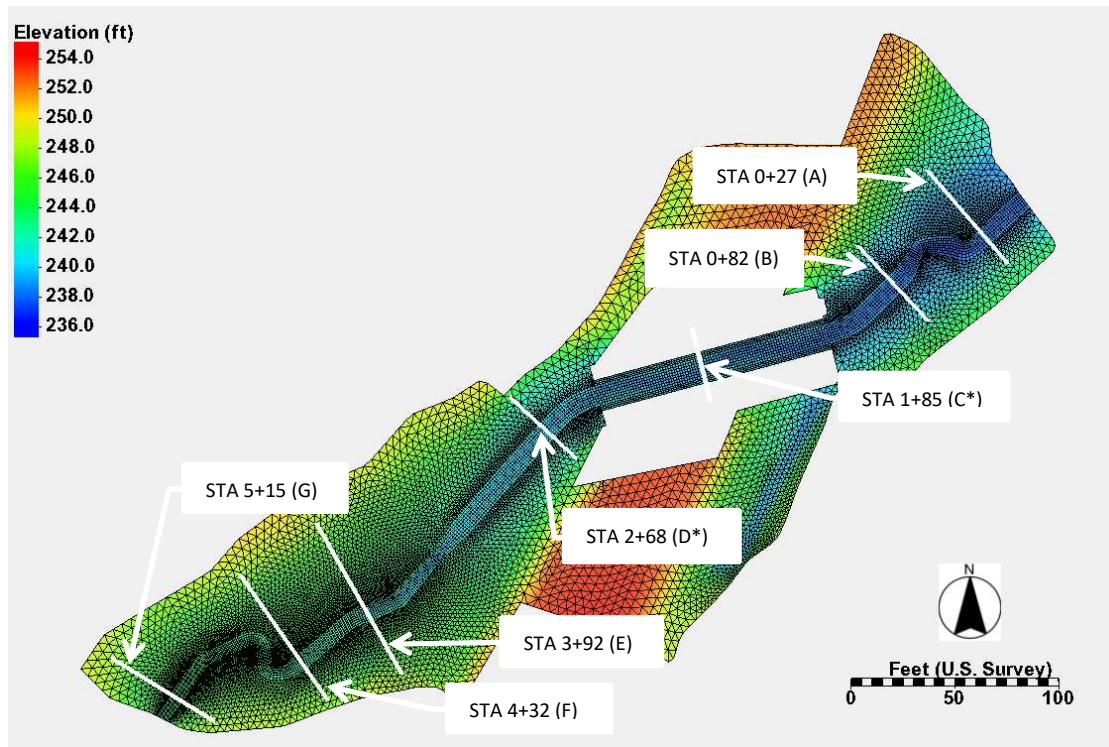 Elevation (ft)
254.0
252.0
250.0
248.0
246.0
244.0
242.0
240.0
238.0
236.0
STA 0+27 (A)
STA 0+82 (B)
STA 1+85 (C*)
STA 5+15 (G)
STA 2+68 (D*)
STA 3+92 (E)
STA 4+32 (F)
N
Feet (U.S. Survey)
0 50 100